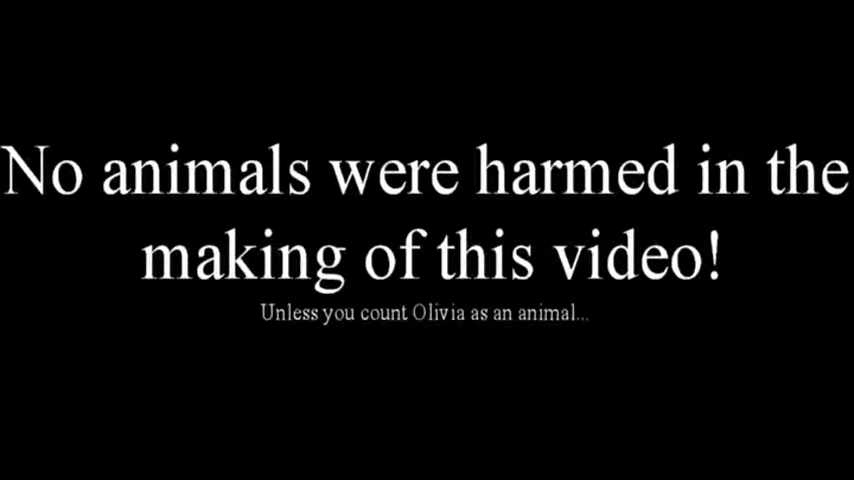 No animals were harmed in the
making of this video!
Unless you count Olivia as an animal...